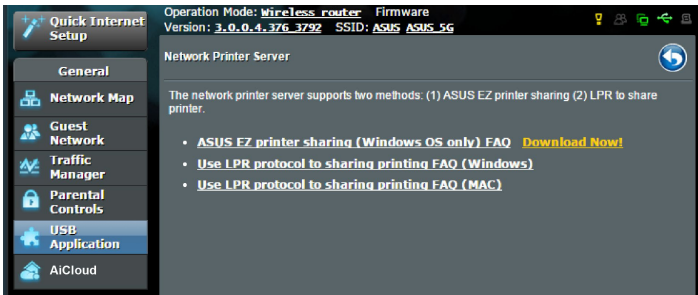 Quick Internet
Setup
General
Network Map
Guest
Network
Traffic
Manager
Parental
Controls
USB
Application
AiCloud
Operation Mode: Wireless router Firmware
Version: 3.0.0.4.376_3792 SSID: ASUS ASUS_5G
Network Printer Server
The network printer server supports two methods: (1) ASUS EZ printer sharing (2) LPR to share
printer.
• ASUS EZ printer sharing (Windows OS only) FAQ Download Now!
• Use LPR protocol to sharing printing FAQ (Windows)
• Use LPR protocol to sharing printing FAQ (MAC)